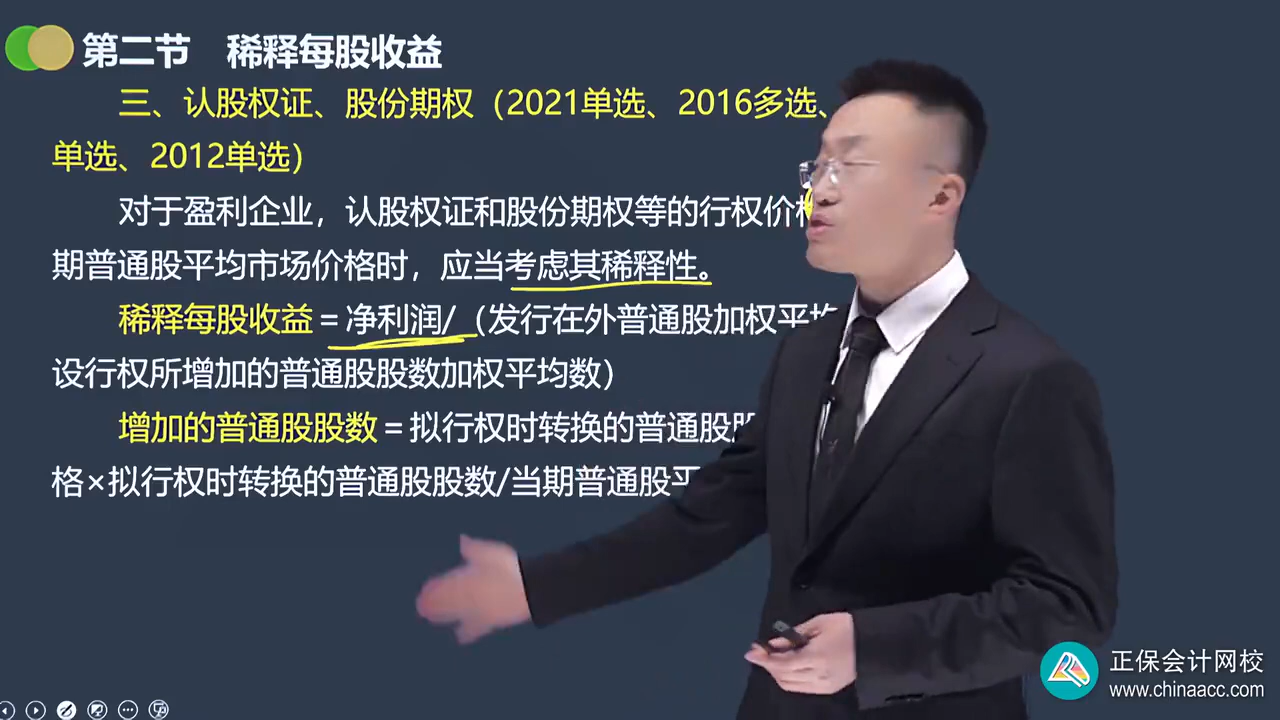 第二节 稀释每股收益
三、认股权证、股份期权（2021单选、2016多选、
单选、2012单选）
对于盈利企业，认股权证和股份期权等的行权价
期普通股平均市场价格时，应当考虑其稀释性。
稀释每股收益＝净利润/（发行在外普通股加权平
设行权所增加的普通股股数加权平均数）
增加的普通股股数＝拟行权时转换的普通股
格×拟行权时转换的普通股股数/当期普通股
正保会计网校
www.chinaacc.com